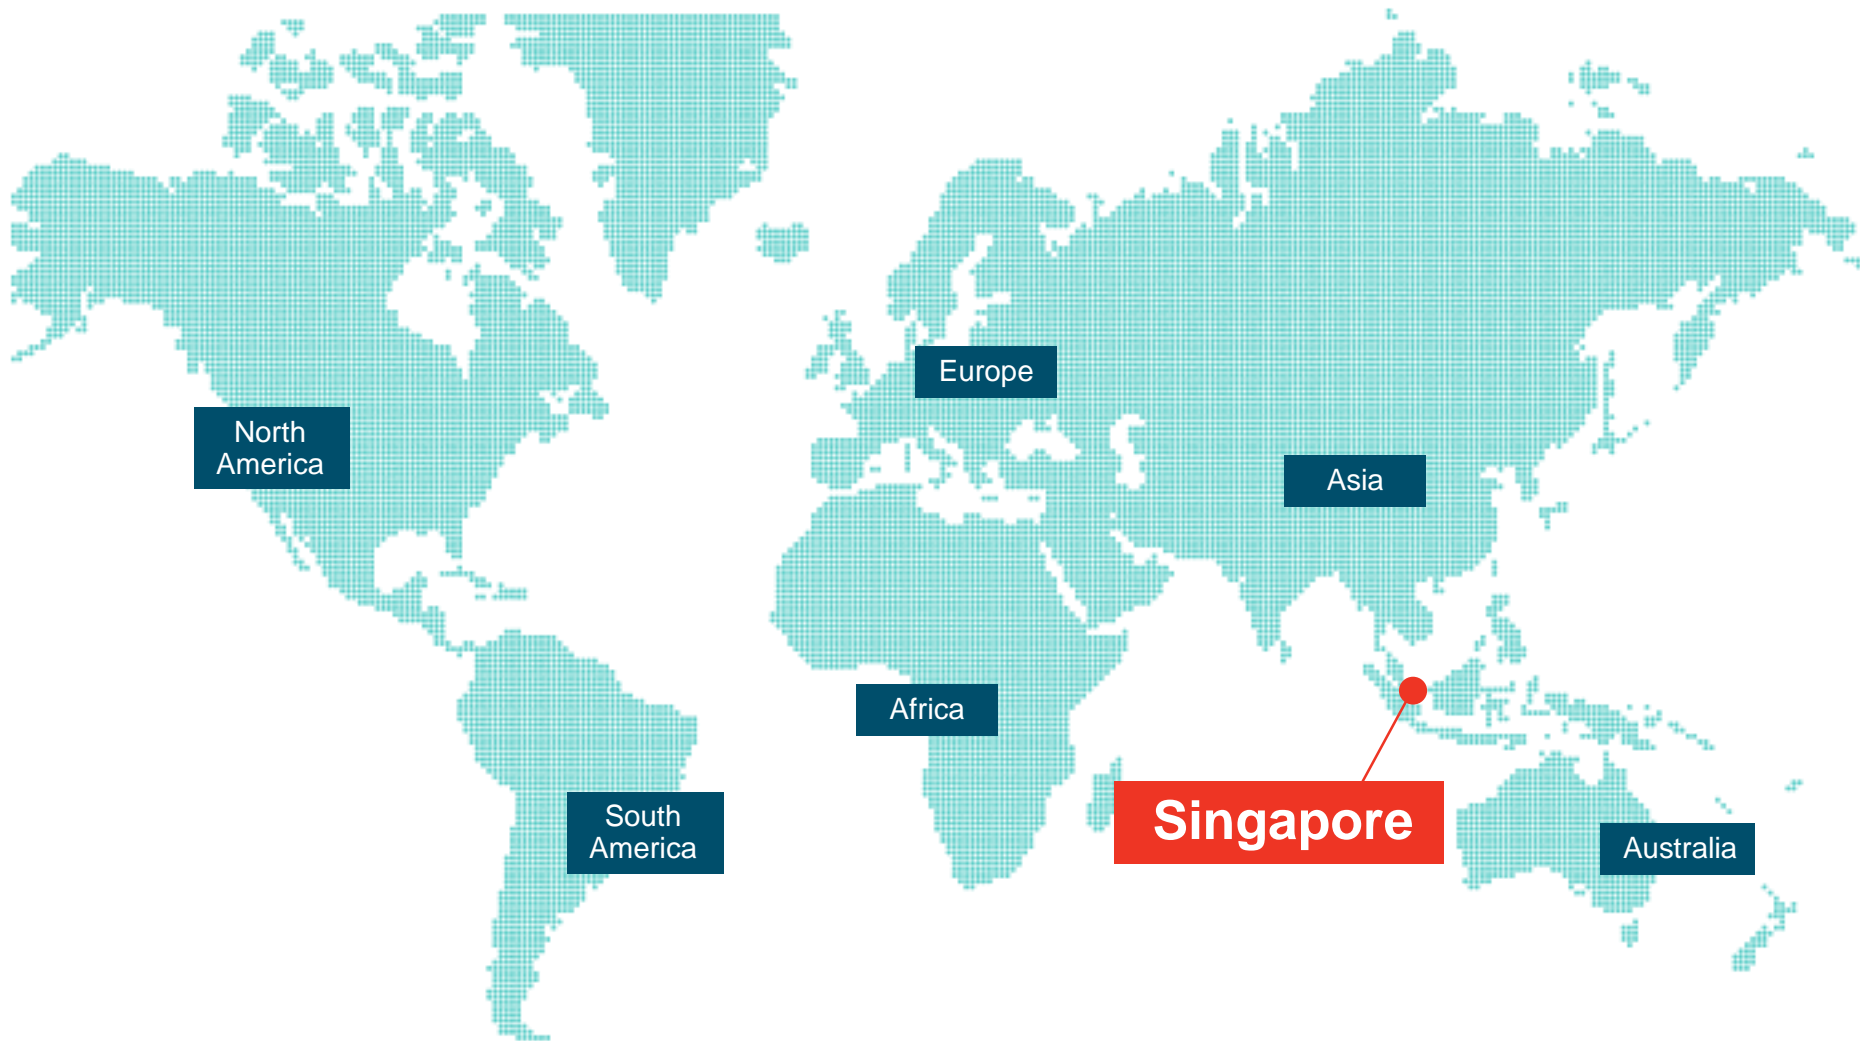 Europe
North
America
Asia
Africa
Singapore
South
America
Australia